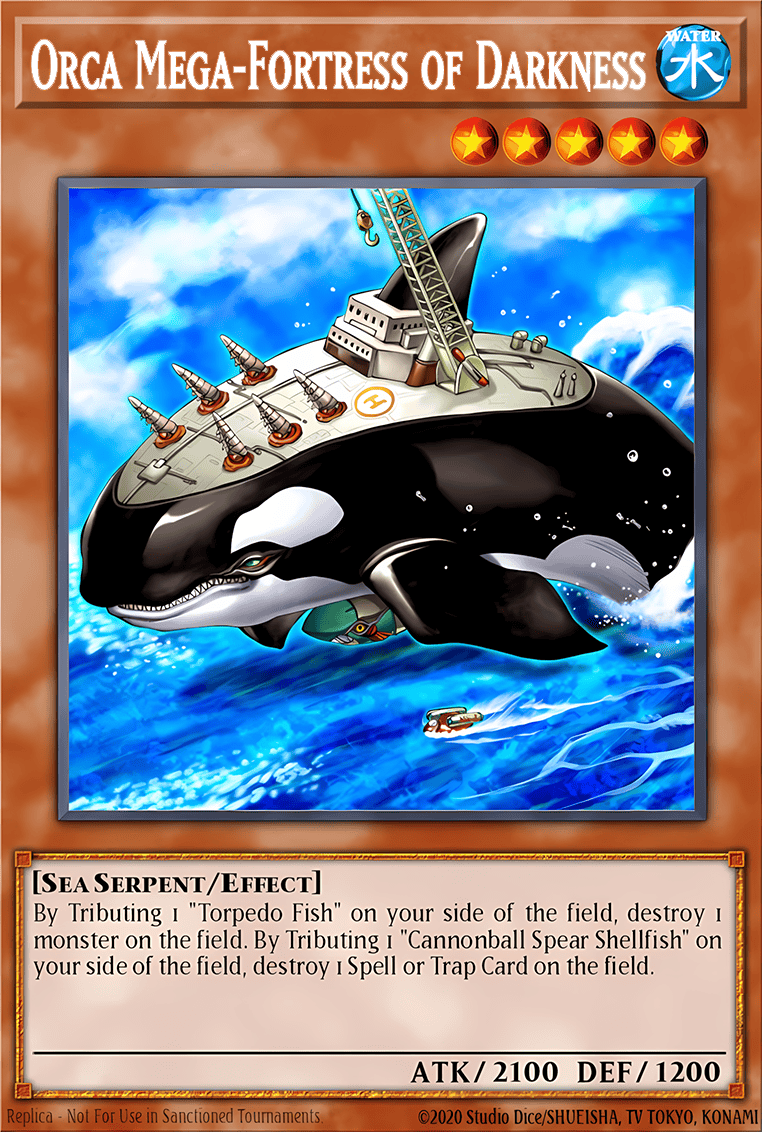 Orca Mega-Fortress of Darkness
WATER
水
H
[Sea Serpent/Effect]
By Tributing 1 "Torpedo Fish" on your side of the field, destroy 1
monster on the field. By Tributing 1 "Cannonball Spear Shellfish" on
your side of the field, destroy 1 Spell or Trap Card on the field.
ATK/ 2100 DEF/ 1200
Replica - Not For Use in Sanctioned Tournaments.
©2020 Studio Dice/SHUEISHA, TV TOKYO, KONAMI